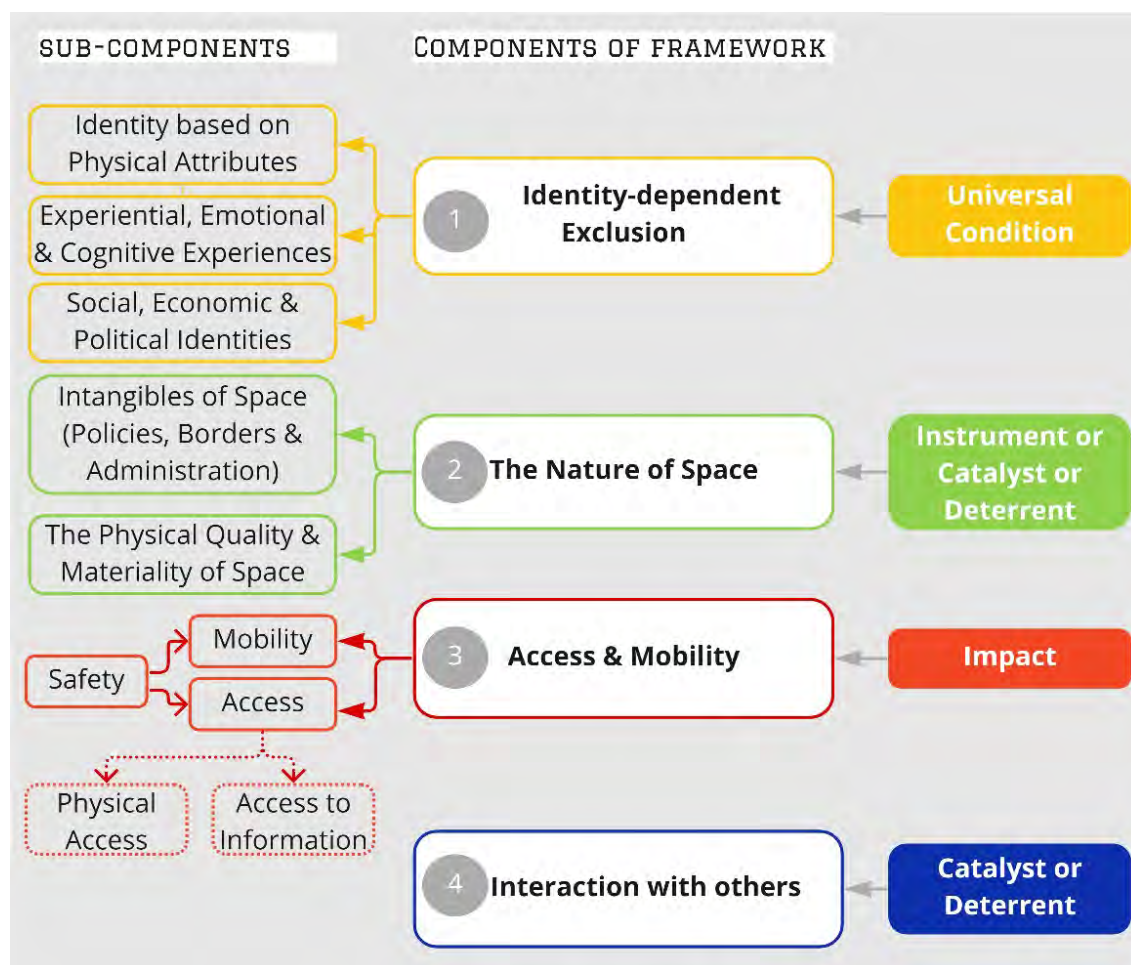 SUB-COMPONENTS
COMPONENTS OF FRAMEWORK
Identity based on
Physical Attributes
Experiential, Emotional
& Cognitive Experiences
Social, Economic &
Political Identities
1
Identity-dependent
Exclusion
Universal
Condition
Intangibles of Space
(Policies, Borders &
Administration)
The Physical Quality &
Materiality of Space
2
The Nature of Space
Instrument or
Catalyst or
Deterrent
Safety
Mobility
Access
Physical
Access
Access to
Information
3
Access & Mobility
Impact
4
Interaction with others
Catalyst or
Deterrent